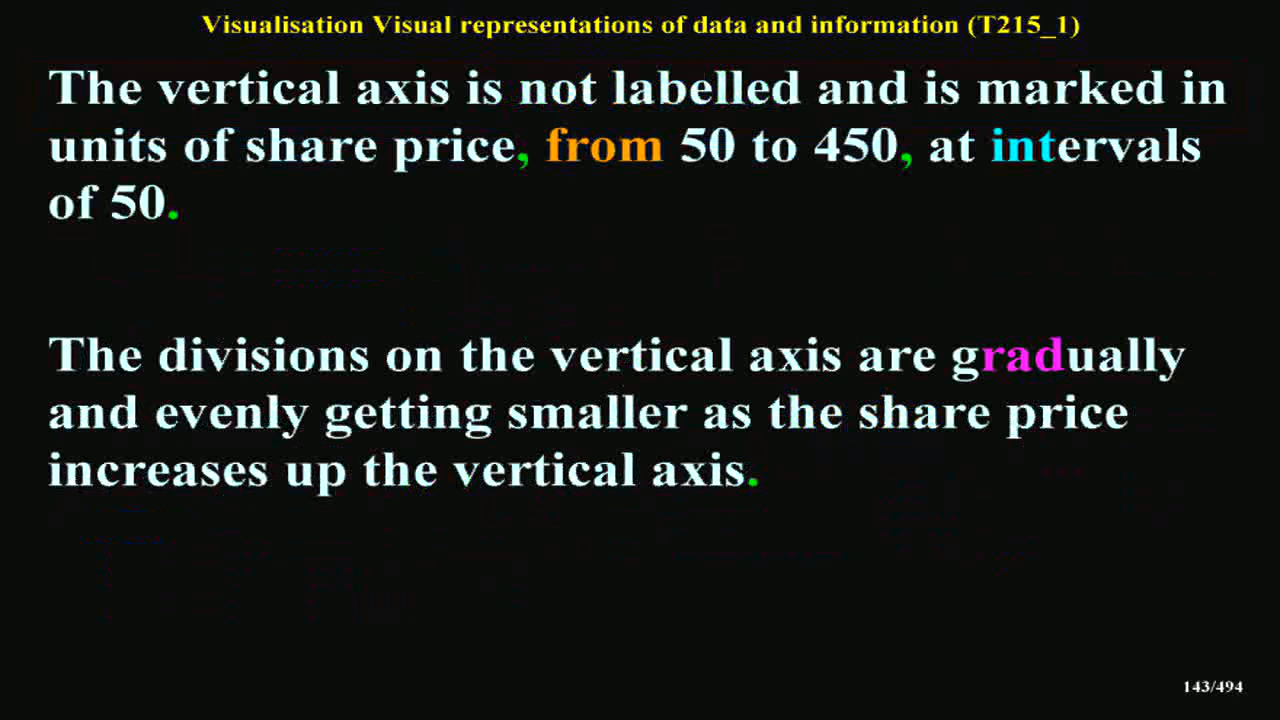 Visualisation Visual representations of data and information (T215_1)
The vertical axis is not labelled and is marked in
units of share price, from 50 to 450, at intervals
of 50.
The divisions on the vertical axis are gradually
and evenly getting smaller as the share price
increases up the vertical axis.
143/494